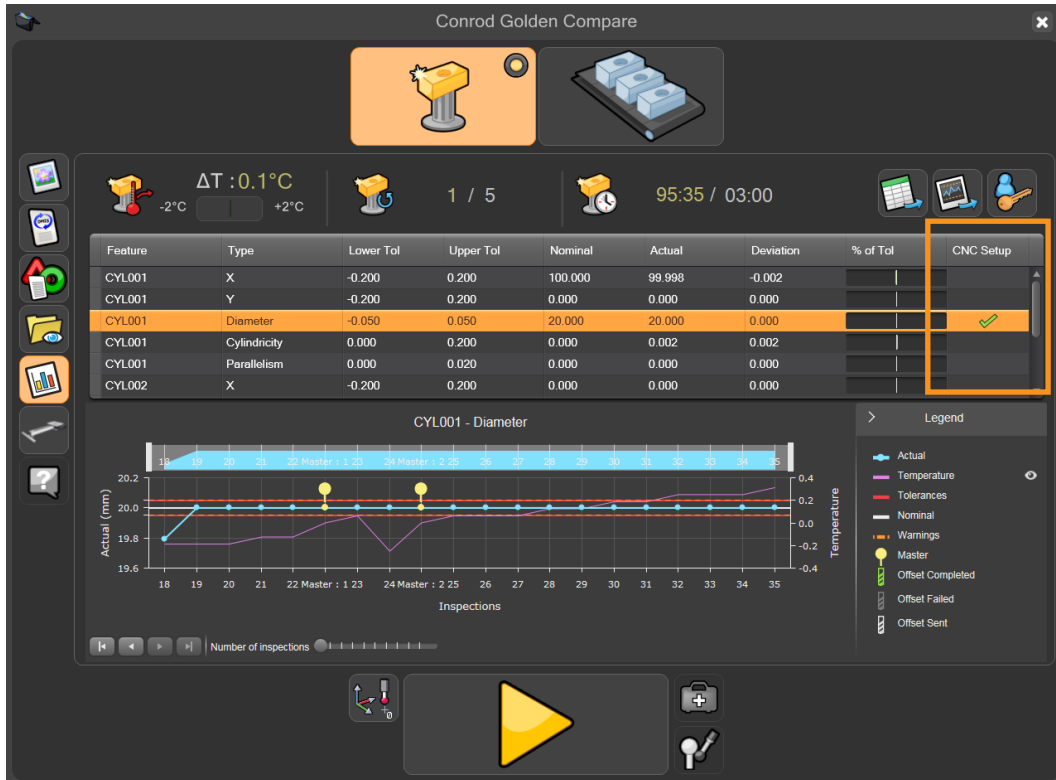 Conrod Golden Compare
ΔT : 0.1°C
-2°C +2°C
1 / 5
95:35 / 03:00
DMIS
Feature Type Lower Tol Upper Tol Nominal Actual Deviation % of Tol CNC Setup
CYL001 X -0.200 0.200 100.000 99.998 -0.002
CYL001 Y -0.200 0.200 0.000 0.000 0.000
CYL001 Diameter -0.050 0.050 20.000 20.000 0.000
CYL001 Cylindricity 0.000 0.200 0.000 0.002 0.002
CYL001 Parallelism 0.000 0.020 0.000 0.000 0.000
CYL002 X -0.200 0.200 0.000 0.000 0.000
CYL001 - Diameter
18 19 20 21 22 Master : 1 23 24 Master : 2 25 26 27 28 29 30 31 32 33 34 35
20.2
20.0
19.8
19.6
Actual (mm)
0.4
0.2
0.0
-0.2
-0.4
Temperature
18 19 20 21 22 Master : 1 23 24 Master : 2 25 26 27 28 29 30 31 32 33 34 35
Inspections
Number of inspections
> Legend
Actual
Temperature
Tolerances
Nominal
Warnings
Master
Offset Completed
Offset Failed
Offset Sent
?
+0